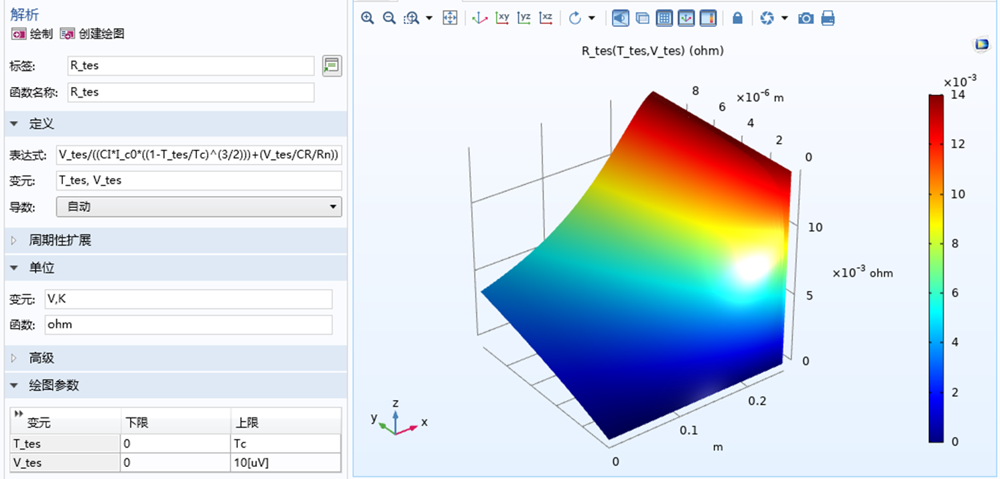 解析
绘制 创建绘图
标签: R_tes
函数名称: R_tes
定义
表达式: V_tes/((CI*I_c0*((1-T_tes/Tc)^(3/2)))+(V_tes/CR/Rn))
变元: T_tes, V_tes
导数: 自动
周期性扩展
单位
变元: V,K
函数: ohm
高级
绘图参数
变元 下限 上限
T_tes 0 Tc
V_tes 0 10[uV]
xy yz xz
R_tes(T_tes,V_tes) (ohm)
8
6
×10⁻⁶ m
4
2
0
10
×10⁻³ ohm
5
0
0.2
0.1
m
0
z
y
x
×10⁻³
14
12
10
8
6
4
2
0